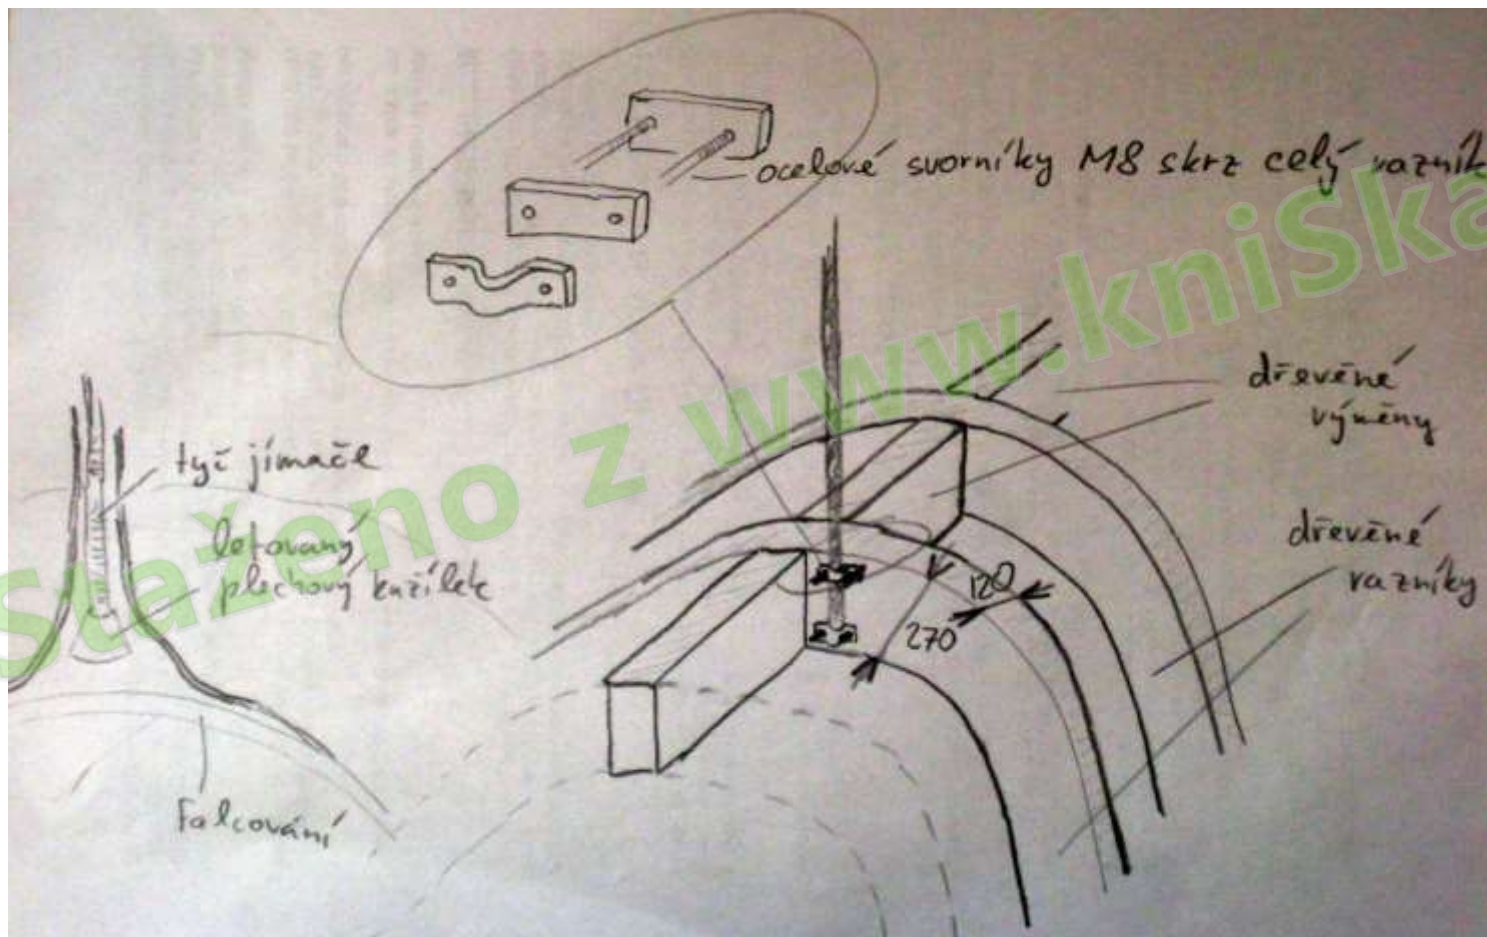 ocelové svorníky M8 skrz celý vazník
dřevěné
výměny
tyč jímače
letovaný
plechový kužílek
dřevěné
vazníky
120
270
Falcování
Staženo z www.kniSka